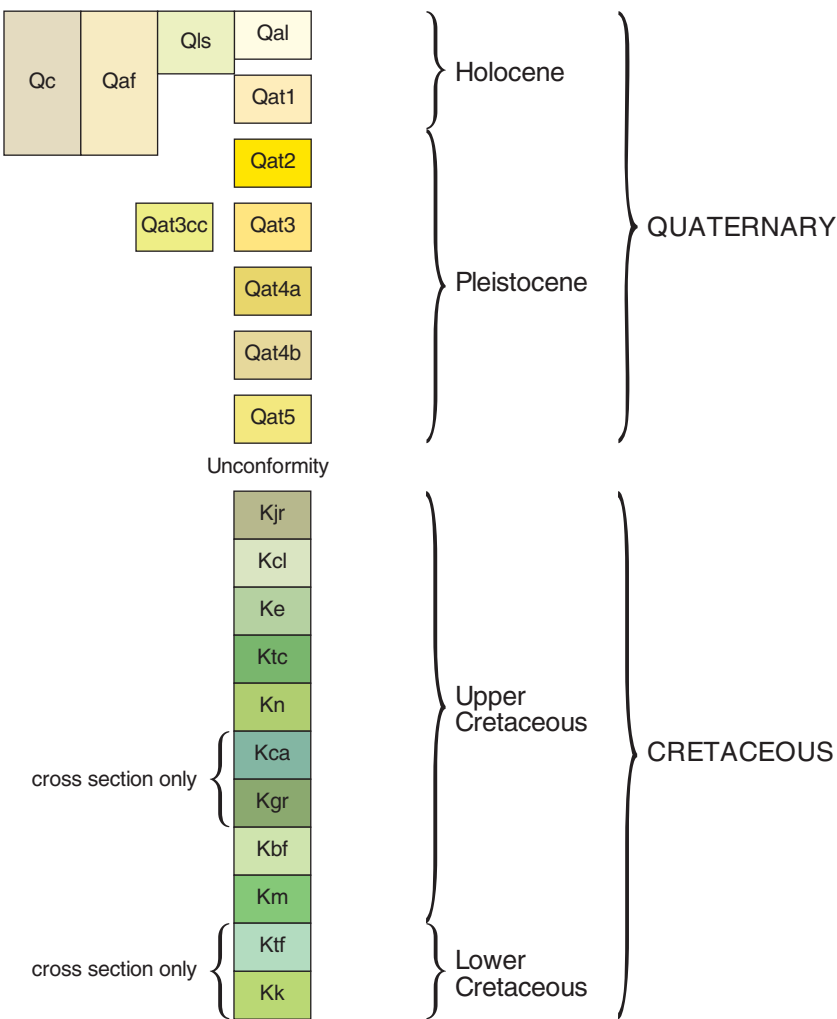 Qc
Qaf
Qls
Qal
Qat1
Holocene
Qat2
Qat3cc
Qat3
Qat4a
Qat4b
Qat5
Pleistocene
QUATERNARY
Unconformity
Kjr
Kcl
Ke
Ktc
Kn
cross section only
Kca
Kgr
Kbf
Km
Upper
Cretaceous
CRETACEOUS
cross section only
Ktf
Kk
Lower
Cretaceous